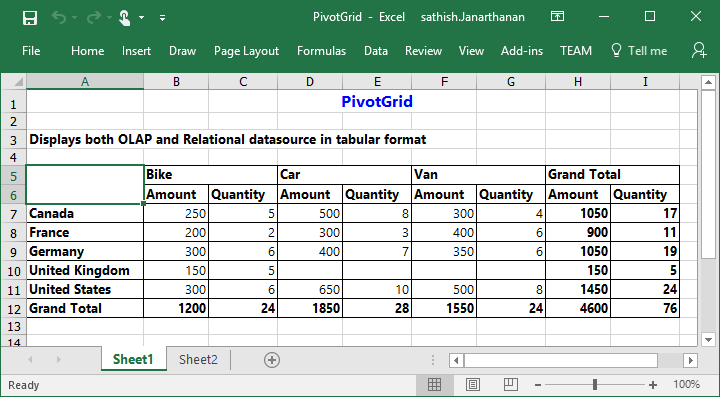 PivotGrid - Excel sathish.Janarthanan
File Home Insert Draw Page Layout Formulas Data Review View Add-ins TEAM Tell me
A B C D E F G H I
1 PivotGrid
2
3 Displays both OLAP and Relational datasource in tabular format
4
5 Bike Car Van Grand Total
6 Amount Quantity Amount Quantity Amount Quantity Amount Quantity
7 Canada 250 5 500 8 300 4 1050 17
8 France 200 2 300 3 400 6 900 11
9 Germany 300 6 400 7 350 6 1050 19
10 United Kingdom 150 5 150 5
11 United States 300 6 650 10 500 8 1450 24
12 Grand Total 1200 24 1850 28 1550 24 4600 76
13
14
Sheet1 Sheet2
Ready 100%